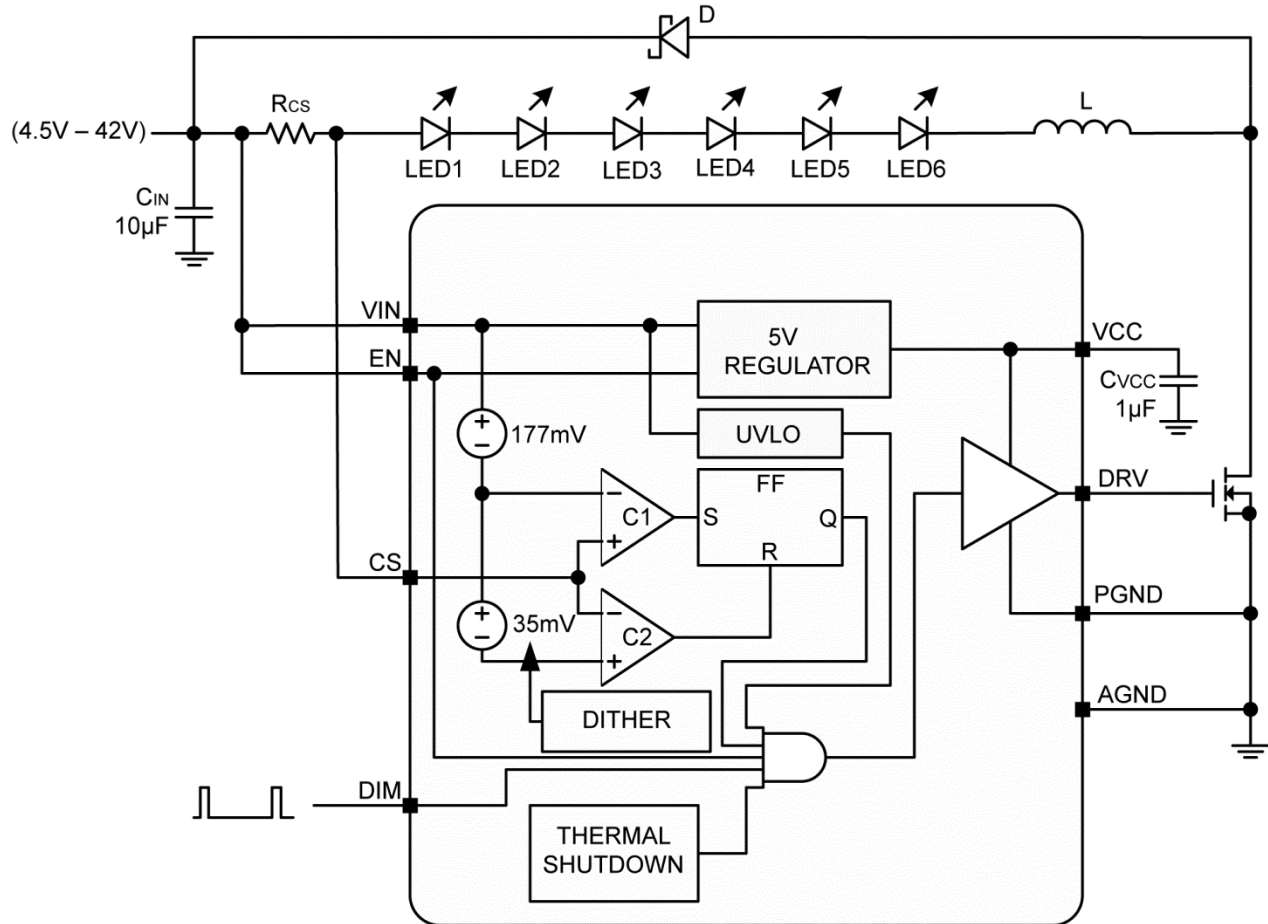 D
(4.5V – 42V)
RCS
LED1
LED2
LED3
LED4
LED5
LED6
L
CIN
10µF
VIN
EN
5V
REGULATOR
VCC
CVCC
1µF
+
–
177mV
UVLO
–
+
C1
S
FF
Q
R
DRV
CS
+
–
35mV
–
+
C2
PGND
DITHER
AGND
DIM
THERMAL
SHUTDOWN